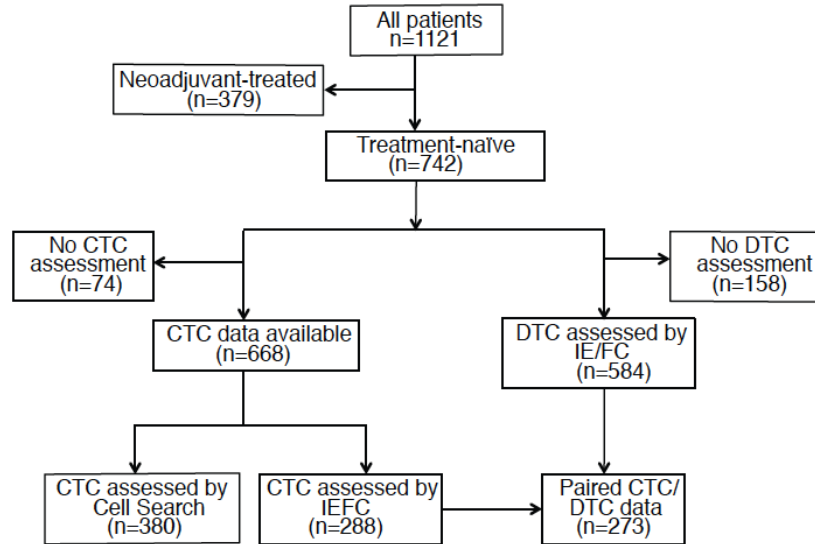 All patients
n=1121
Neoadjuvant-treated
(n=379)
Treatment-naïve
(n=742)
No CTC
assessment
(n=74)
No DTC
assessment
(n=158)
CTC data available
(n=668)
DTC assessed by
IE/FC
(n=584)
CTC assessed by
Cell Search
(n=380)
CTC assessed by
IEFC
(n=288)
Paired CTC/
DTC data
(n=273)